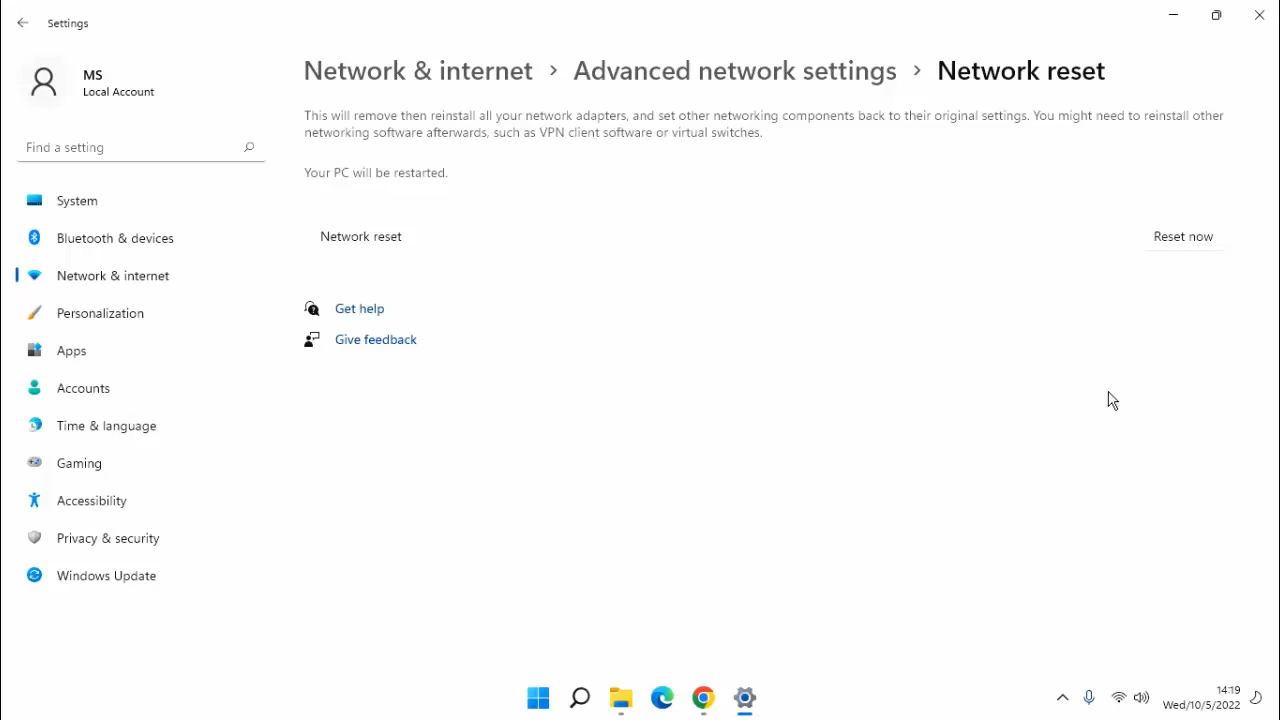 Settings
MS
Local Account
Find a setting
System
Bluetooth & devices
Network & internet
Personalization
Apps
Accounts
Time & language
Gaming
Accessibility
Privacy & security
Windows Update
Network & internet › Advanced network settings › Network reset
This will remove then reinstall all your network adapters, and set other networking components back to their original settings. You might need to reinstall other
networking software afterwards, such as VPN client software or virtual switches.
Your PC will be restarted.
Network reset Reset now
Get help
Give feedback
14:19
Wed/10/5/2022